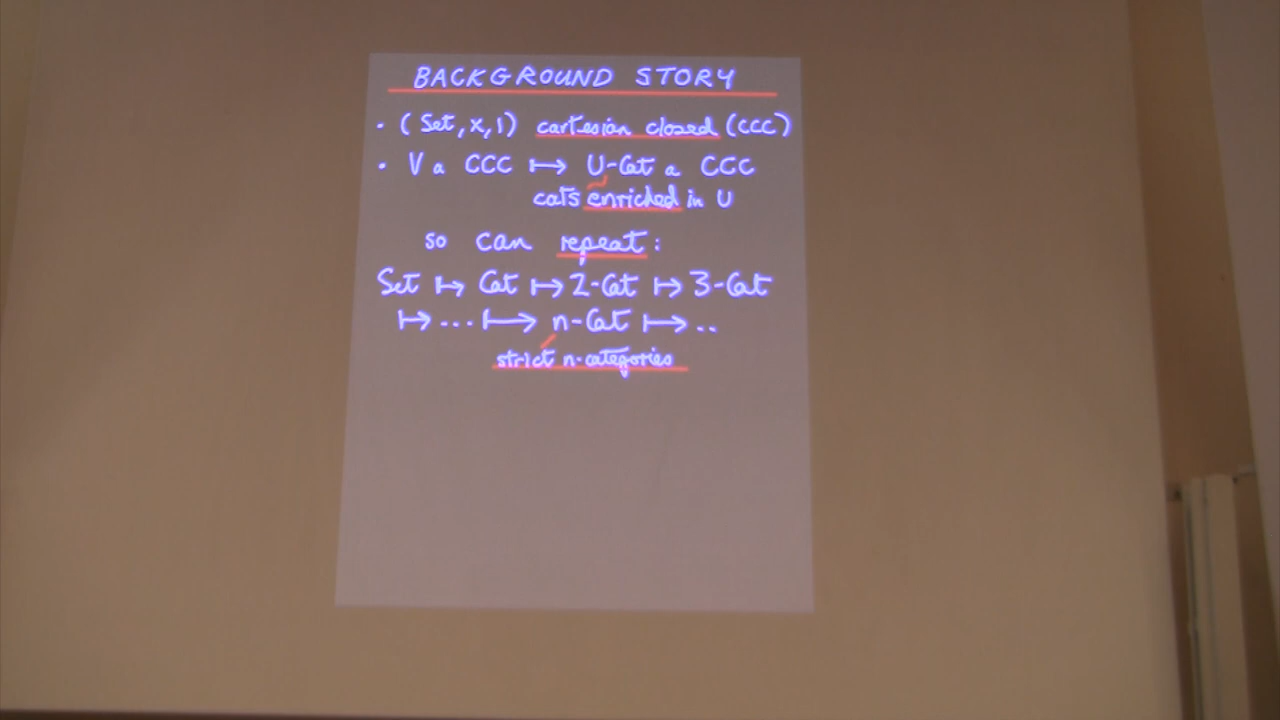 BACKGROUND STORY
• (Set, x, 1) cartesian closed (CCC)
• V a CCC ↦ U-Cat a CCC
cats enriched in U
so can repeat:
Set ↦ Cat ↦ 2-Cat ↦ 3-Cat
↦ ... ↦ n-Cat ↦ ..
strict n-categories